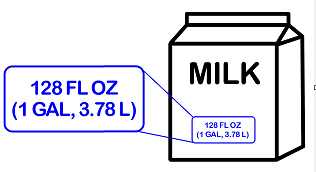 MILK
128 FL OZ
(1 GAL, 3.78 L)
128 FL OZ
(1 GAL, 3.78 L)